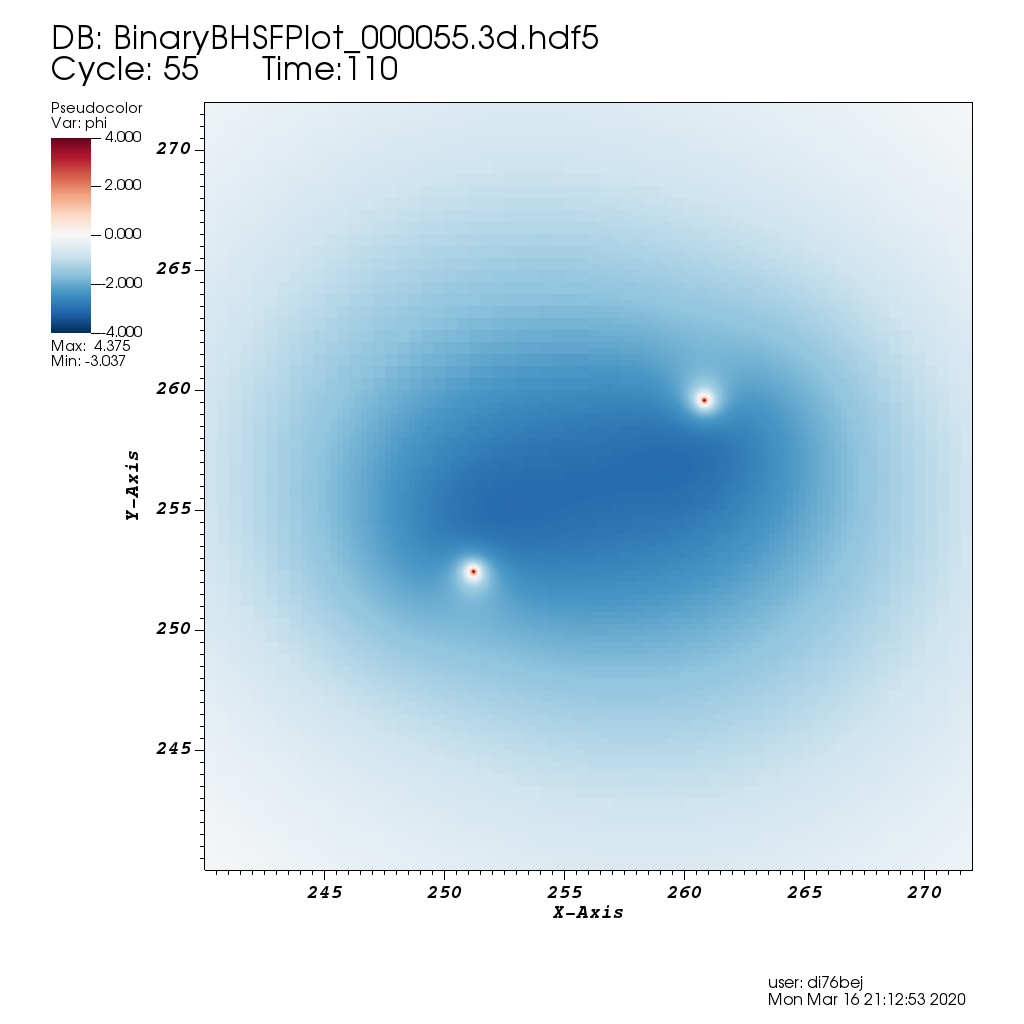 DB: BinaryBHSFPlot_000055.3d.hdf5
Cycle: 55 Time:110
Pseudocolor
Var: phi
4.000
2.000
0.000
-2.000
-4.000
Max: 4.375
Min: -3.037
270
265
260
255
250
245
Y-Axis
245 250 255 260 265 270
X-Axis
user: di76bej
Mon Mar 16 21:12:53 2020